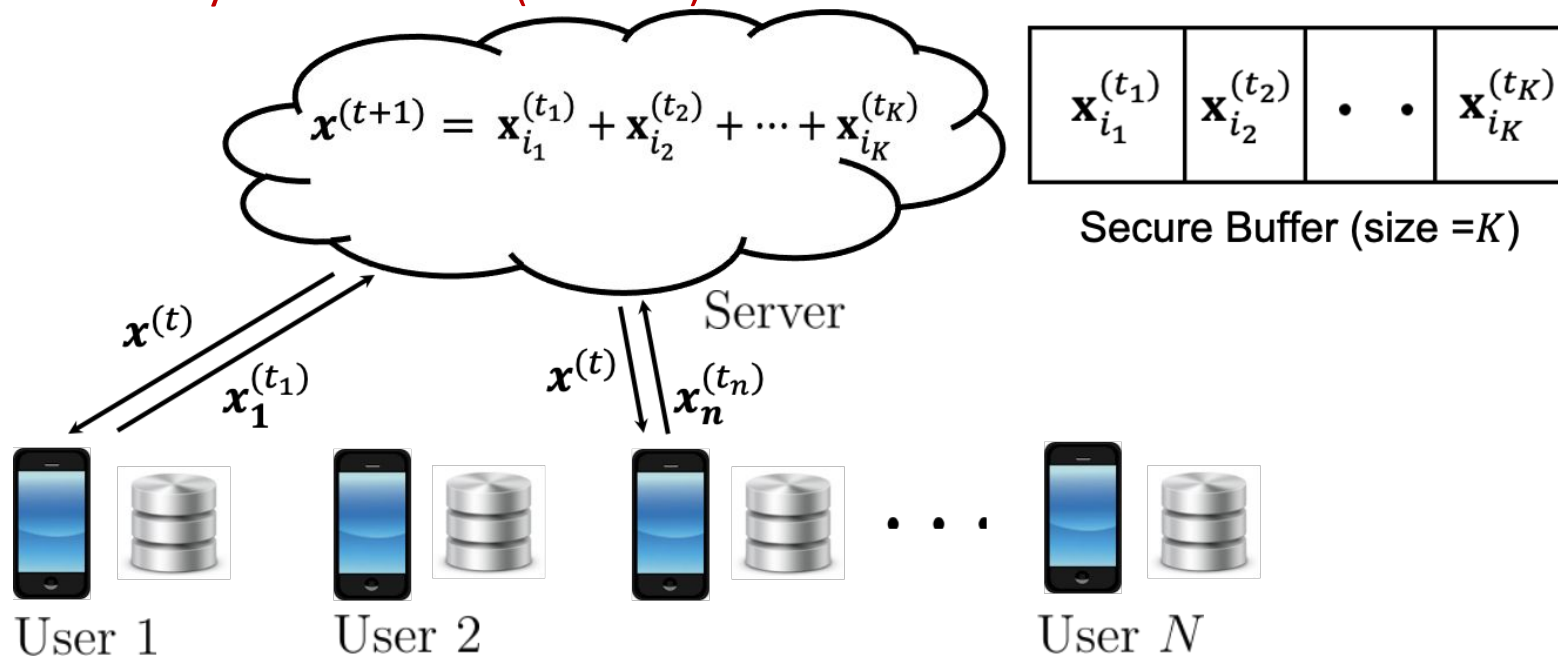 𝒙^(t+1) = 𝐱_{i_1}^{(t_1)} + 𝐱_{i_2}^{(t_2)} + ⋯ + 𝐱_{i_K}^{(t_K)}
𝐱_{i_1}^{(t_1)} 𝐱_{i_2}^{(t_2)} • • 𝐱_{i_K}^{(t_K)}
Secure Buffer (size =K)
Server
𝒙^(t)
𝒙_𝟏^{(t_1)}
𝒙^(t)
𝒙_𝒏^{(t_n)}
• • •
User 1
User 2
User N